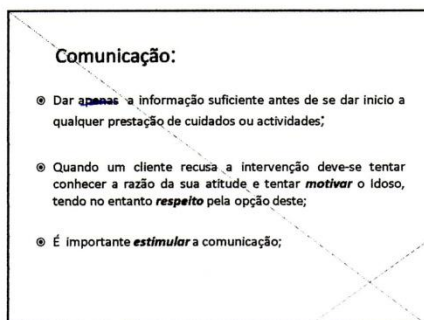 Comunicação:
◉ Dar apenas a informação suficiente antes de se dar inicio a
qualquer prestação de cuidados ou actividades;
◉ Quando um cliente recusa a intervenção deve-se tentar
conhecer a razão da sua atitude e tentar motivar o Idoso,
tendo no entanto respeito pela opção deste;
◉ É importante estimular a comunicação;